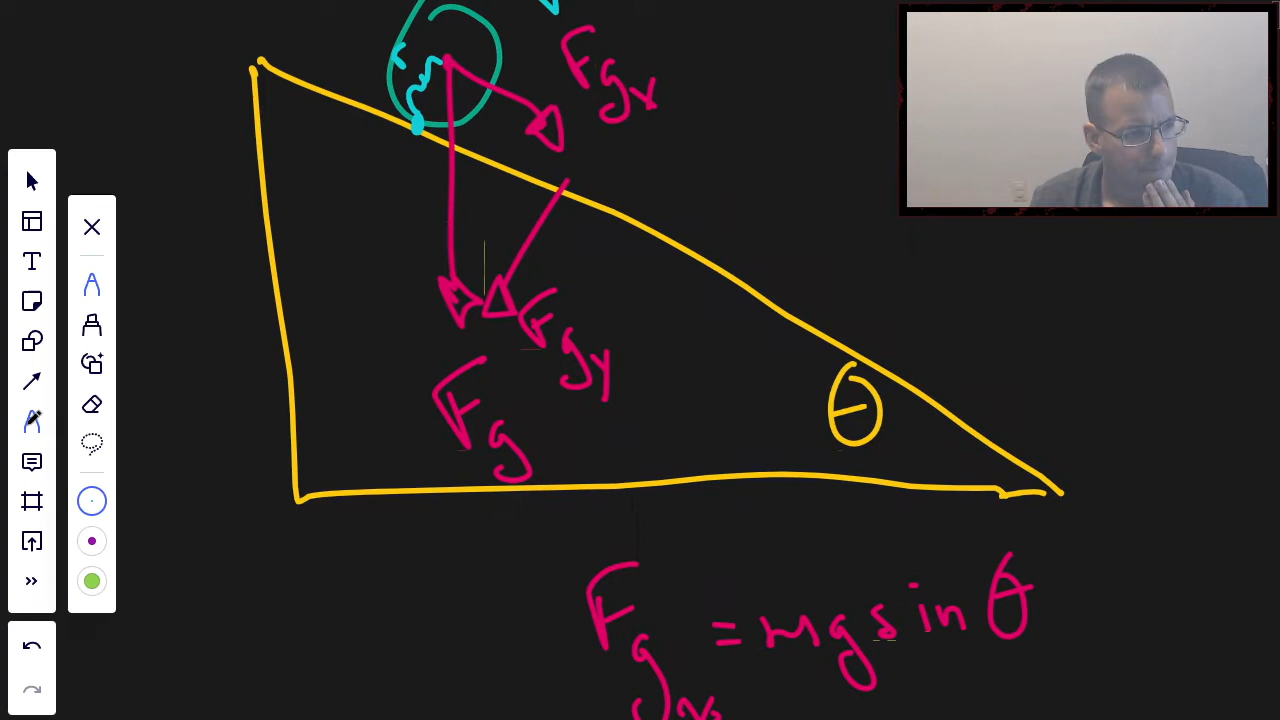 Fgx
Fgy
Fg
θ
Fgx = mg sin θ